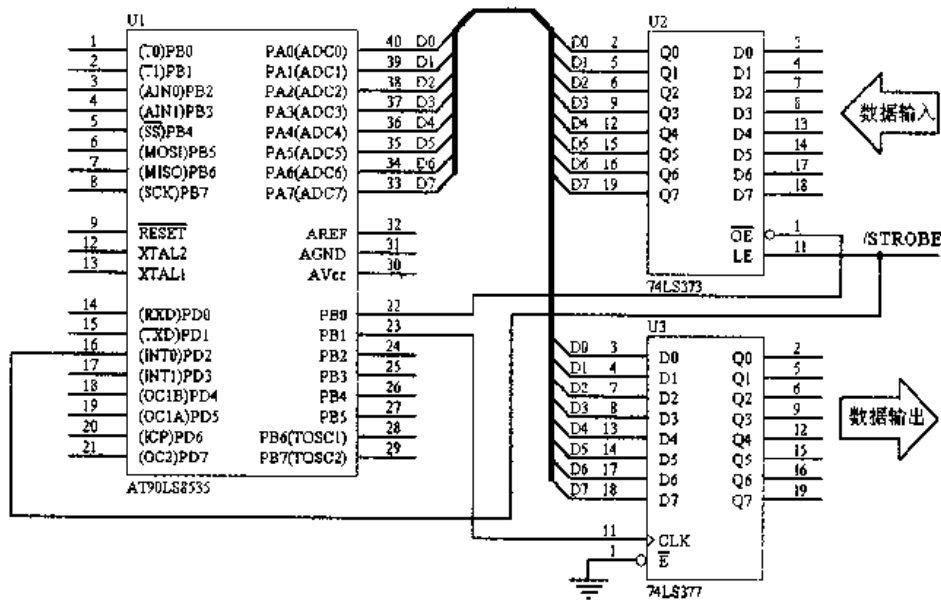 U1
1 (T0)PB0 PA0(ADC0) 40 D0
2 (T1)PB1 PA1(ADC1) 39 D1
3 (AIN0)PB2 PA2(ADC2) 38 D2
4 (AIN1)PB3 PA3(ADC3) 37 D3
5 (SS)PB4 PA4(ADC4) 36 D4
6 (MOSI)PB5 PA5(ADC5) 35 D5
7 (MISO)PB6 PA6(ADC6) 34 D6
8 (SCK)PB7 PA7(ADC7) 33 D7
9 RESET AREF 32
12 XTAL2 AGND 31
13 XTAL1 AVcc 30
14 (RXD)PD0 PB0 22
15 (TXD)PD1 PB1 23
16 (INT0)PD2 PB2 24
17 (INT1)PD3 PB3 25
18 (OC1B)PD4 PB4 26
19 (OC1A)PD5 PB5 27
20 (ICP)PD6 PB6(TOSC1) 28
21 (OC2)PD7 PB7(TOSC2) 29
AT90LS8535
U2
D0 2 Q0 D0 3
D1 5 Q1 D1 4
D2 6 Q2 D2 7
D3 9 Q3 D3 8
D4 12 Q4 D4 13
D5 15 Q5 D5 14
D6 16 Q6 D6 17
D7 19 Q7 D7 18
OE 1
LE 11
74LS373
数据输入
/STROBE
U3
D0 3 D0 Q0 2
D1 4 D1 Q1 5
D2 7 D2 Q2 6
D3 8 D3 Q3 9
D4 13 D4 Q4 12
D5 14 D5 Q5 15
D6 17 D6 Q6 16
D7 18 D7 Q7 19
11 CLK
1 E
74LS377
数据输出